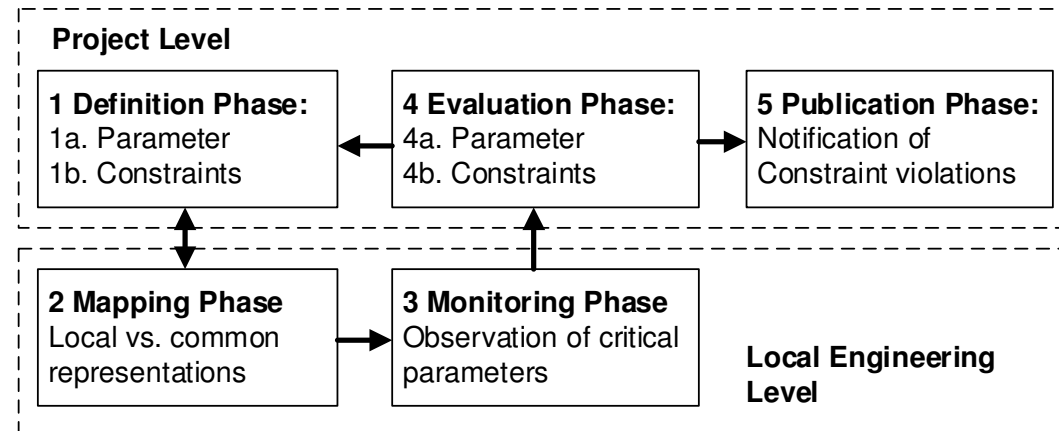 Project Level
1 Definition Phase:
1a. Parameter
1b. Constraints
4 Evaluation Phase:
4a. Parameter
4b. Constraints
5 Publication Phase:
Notification of
Constraint violations
2 Mapping Phase
Local vs. common
representations
3 Monitoring Phase
Observation of critical
parameters
Local Engineering
Level